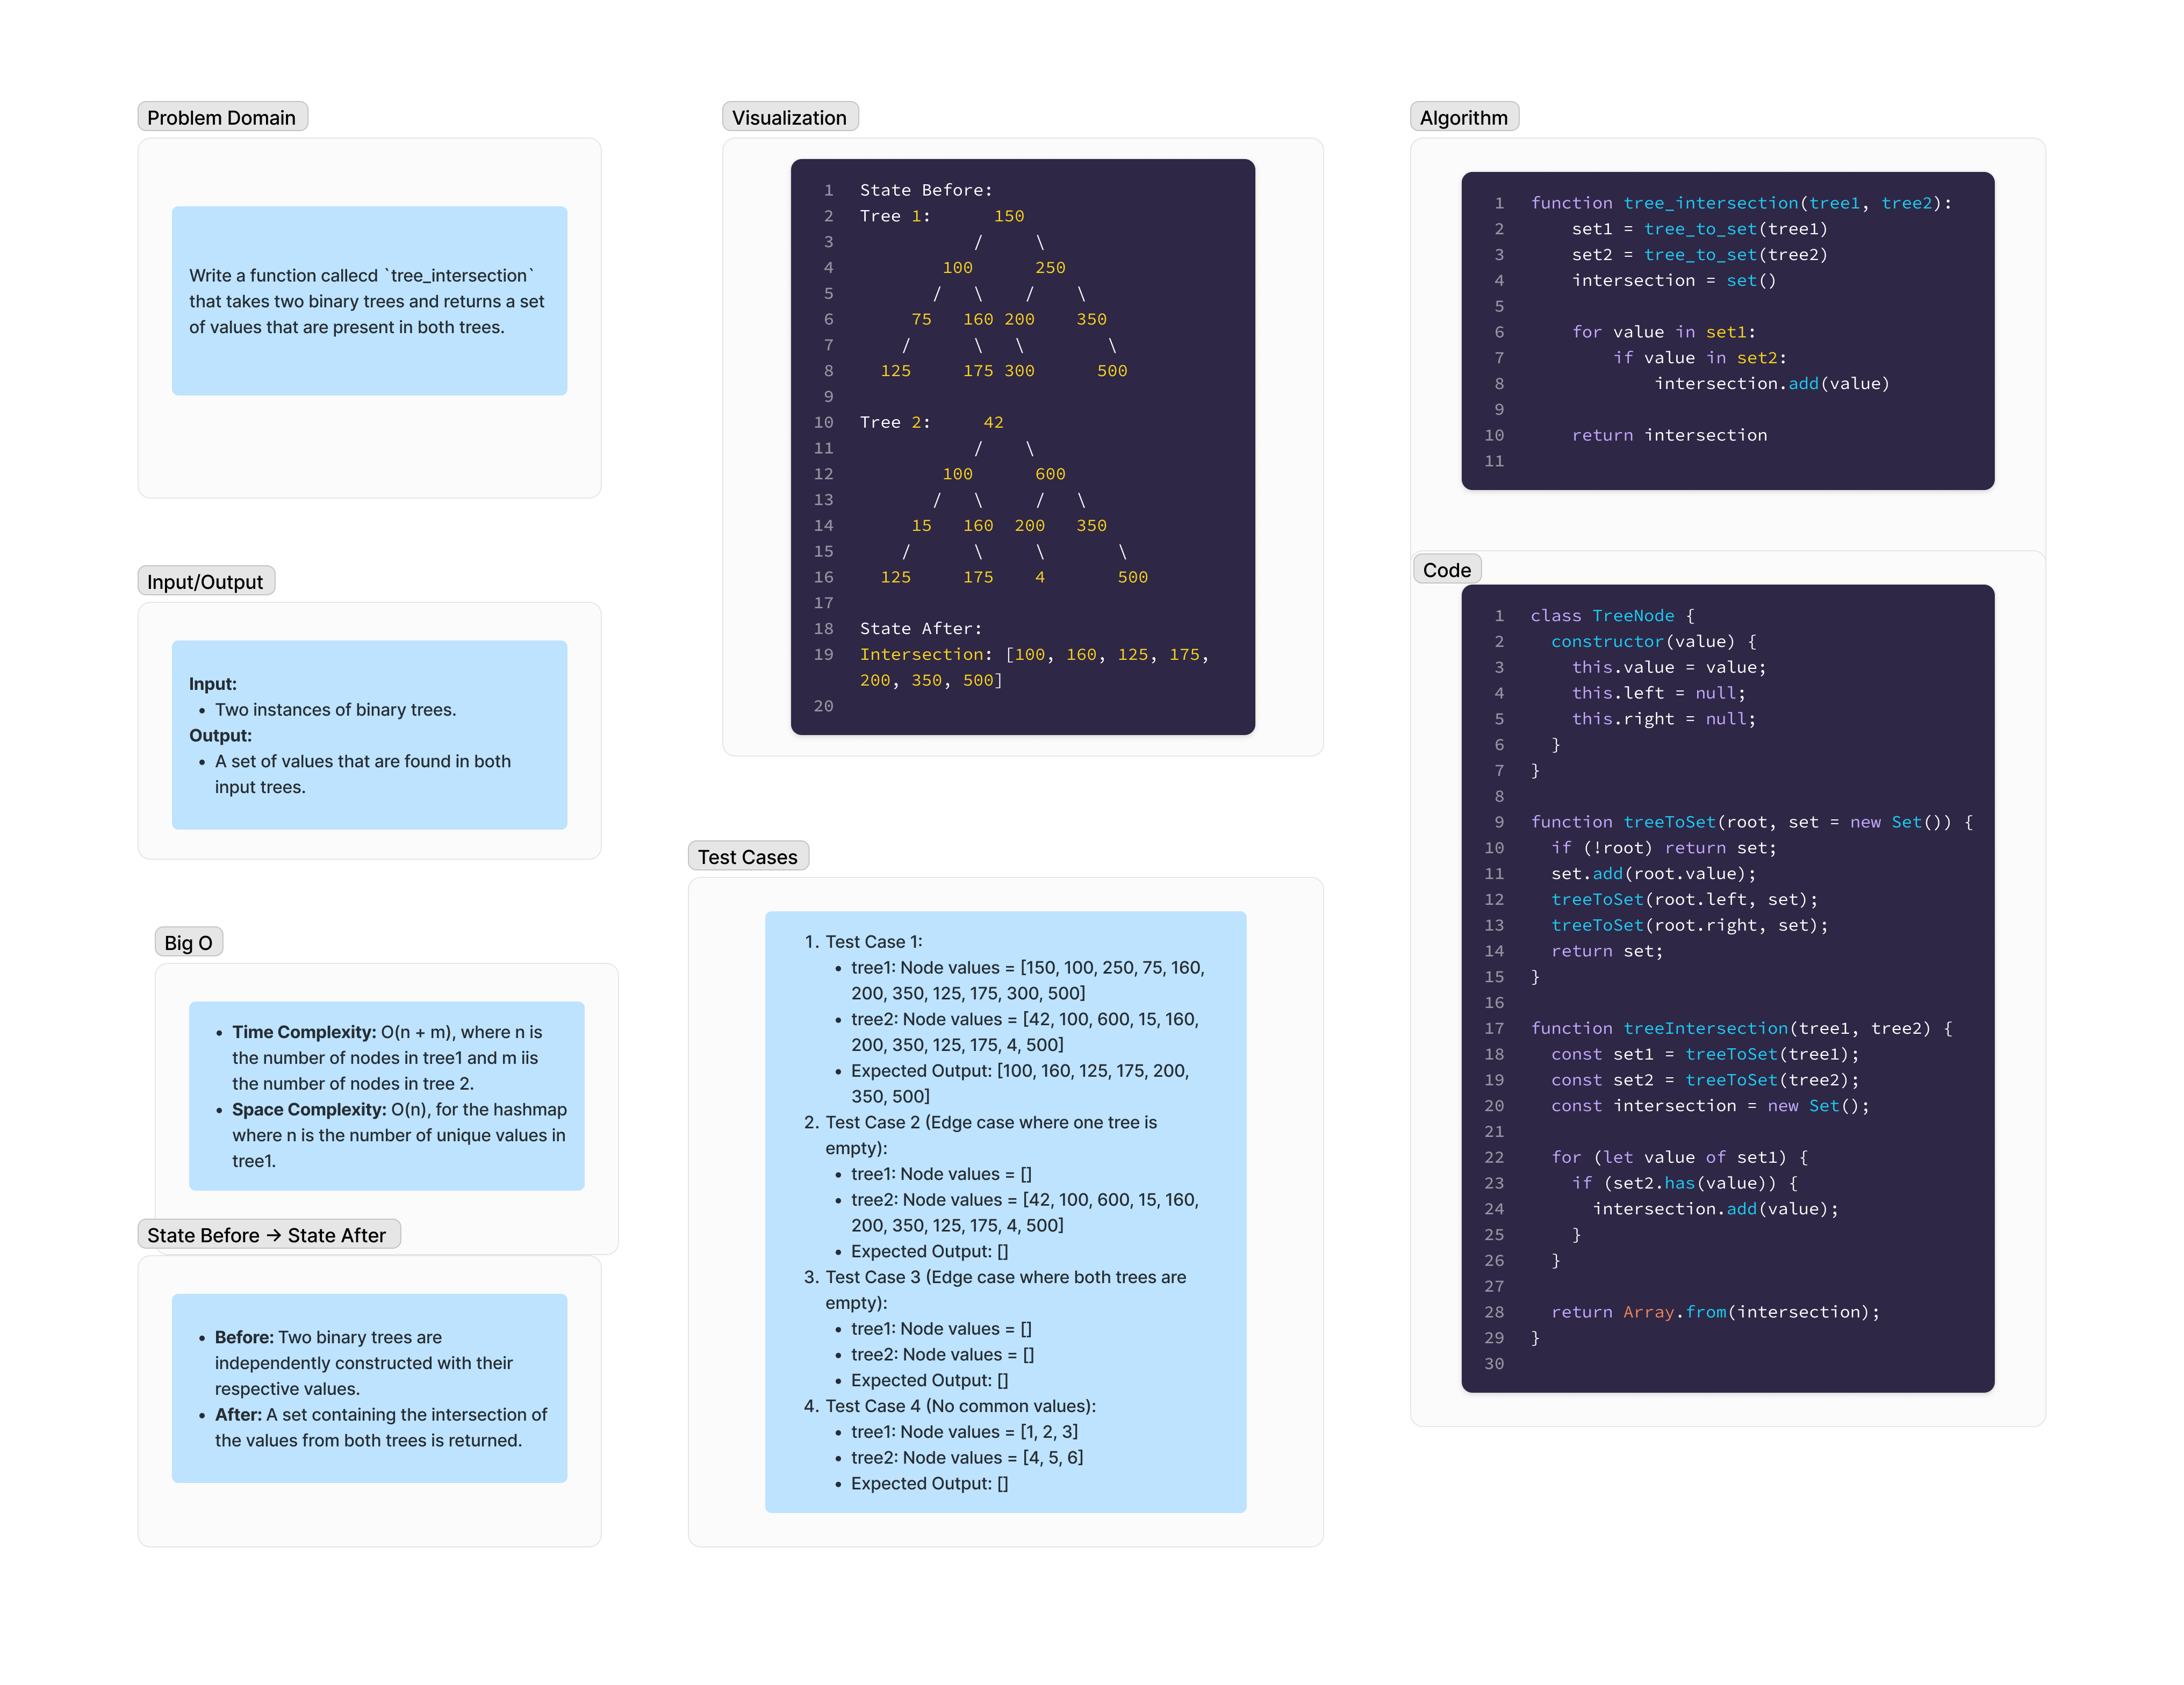 Problem Domain
Write a function callecd `tree_intersection`
that takes two binary trees and returns a set
of values that are present in both trees.
Input/Output
Input:
• Two instances of binary trees.
Output:
• A set of values that are found in both
input trees.
Big O
• Time Complexity: O(n + m), where n is
the number of nodes in tree1 and m iis
the number of nodes in tree 2.
• Space Complexity: O(n), for the hashmap
where n is the number of unique values in
tree1.
State Before → State After
• Before: Two binary trees are
independently constructed with their
respective values.
• After: A set containing the intersection of
the values from both trees is returned.
Visualization
1 State Before:
2 Tree 1:      150
3            /     \
4         100      250
5        /   \    /    \
6      75   160 200    350
7     /      \   \        \
8   125     175 300      500
9
10 Tree 2:     42
11            /    \
12         100      600
13        /   \     /   \
14      15   160  200   350
15     /      \     \       \
16   125     175    4       500
17
18 State After:
19 Intersection: [100, 160, 125, 175,
200, 350, 500]
20
Test Cases
1. Test Case 1:
• tree1: Node values = [150, 100, 250, 75, 160,
200, 350, 125, 175, 300, 500]
• tree2: Node values = [42, 100, 600, 15, 160,
200, 350, 125, 175, 4, 500]
• Expected Output: [100, 160, 125, 175, 200,
350, 500]
2. Test Case 2 (Edge case where one tree is
empty):
• tree1: Node values = []
• tree2: Node values = [42, 100, 600, 15, 160,
200, 350, 125, 175, 4, 500]
• Expected Output: []
3. Test Case 3 (Edge case where both trees are
empty):
• tree1: Node values = []
• tree2: Node values = []
• Expected Output: []
4. Test Case 4 (No common values):
• tree1: Node values = [1, 2, 3]
• tree2: Node values = [4, 5, 6]
• Expected Output: []
Algorithm
1 function tree_intersection(tree1, tree2):
2     set1 = tree_to_set(tree1)
3     set2 = tree_to_set(tree2)
4     intersection = set()
5
6     for value in set1:
7         if value in set2:
8             intersection.add(value)
9
10     return intersection
11
Code
1 class TreeNode {
2   constructor(value) {
3     this.value = value;
4     this.left = null;
5     this.right = null;
6   }
7 }
8
9 function treeToSet(root, set = new Set()) {
10   if (!root) return set;
11   set.add(root.value);
12   treeToSet(root.left, set);
13   treeToSet(root.right, set);
14   return set;
15 }
16
17 function treeIntersection(tree1, tree2) {
18   const set1 = treeToSet(tree1);
19   const set2 = treeToSet(tree2);
20   const intersection = new Set();
21
22   for (let value of set1) {
23     if (set2.has(value)) {
24       intersection.add(value);
25     }
26   }
27
28   return Array.from(intersection);
29 }
30